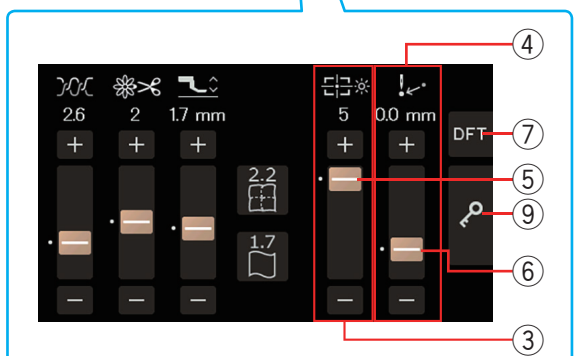 ④
2.6 2 1.7 mm 5 0.0 mm
+ + + + +
DFT ⑦
2.2
⑤
⑨
1.7
⑥
− − − − −
③